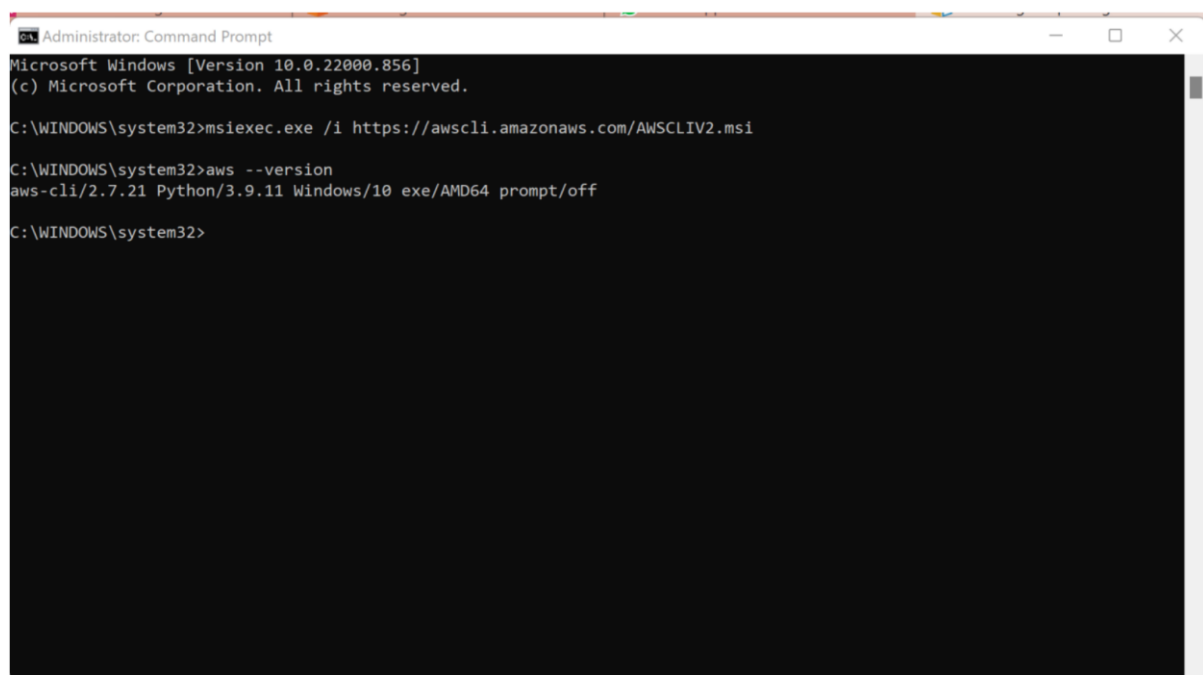 Administrator: Command Prompt
Microsoft Windows [Version 10.0.22000.856]
(c) Microsoft Corporation. All rights reserved.
C:\WINDOWS\system32>msiexec.exe /i https://awscli.amazonaws.com/AWSCLIV2.msi
C:\WINDOWS\system32>aws --version
aws-cli/2.7.21 Python/3.9.11 Windows/10 exe/AMD64 prompt/off
C:\WINDOWS\system32>